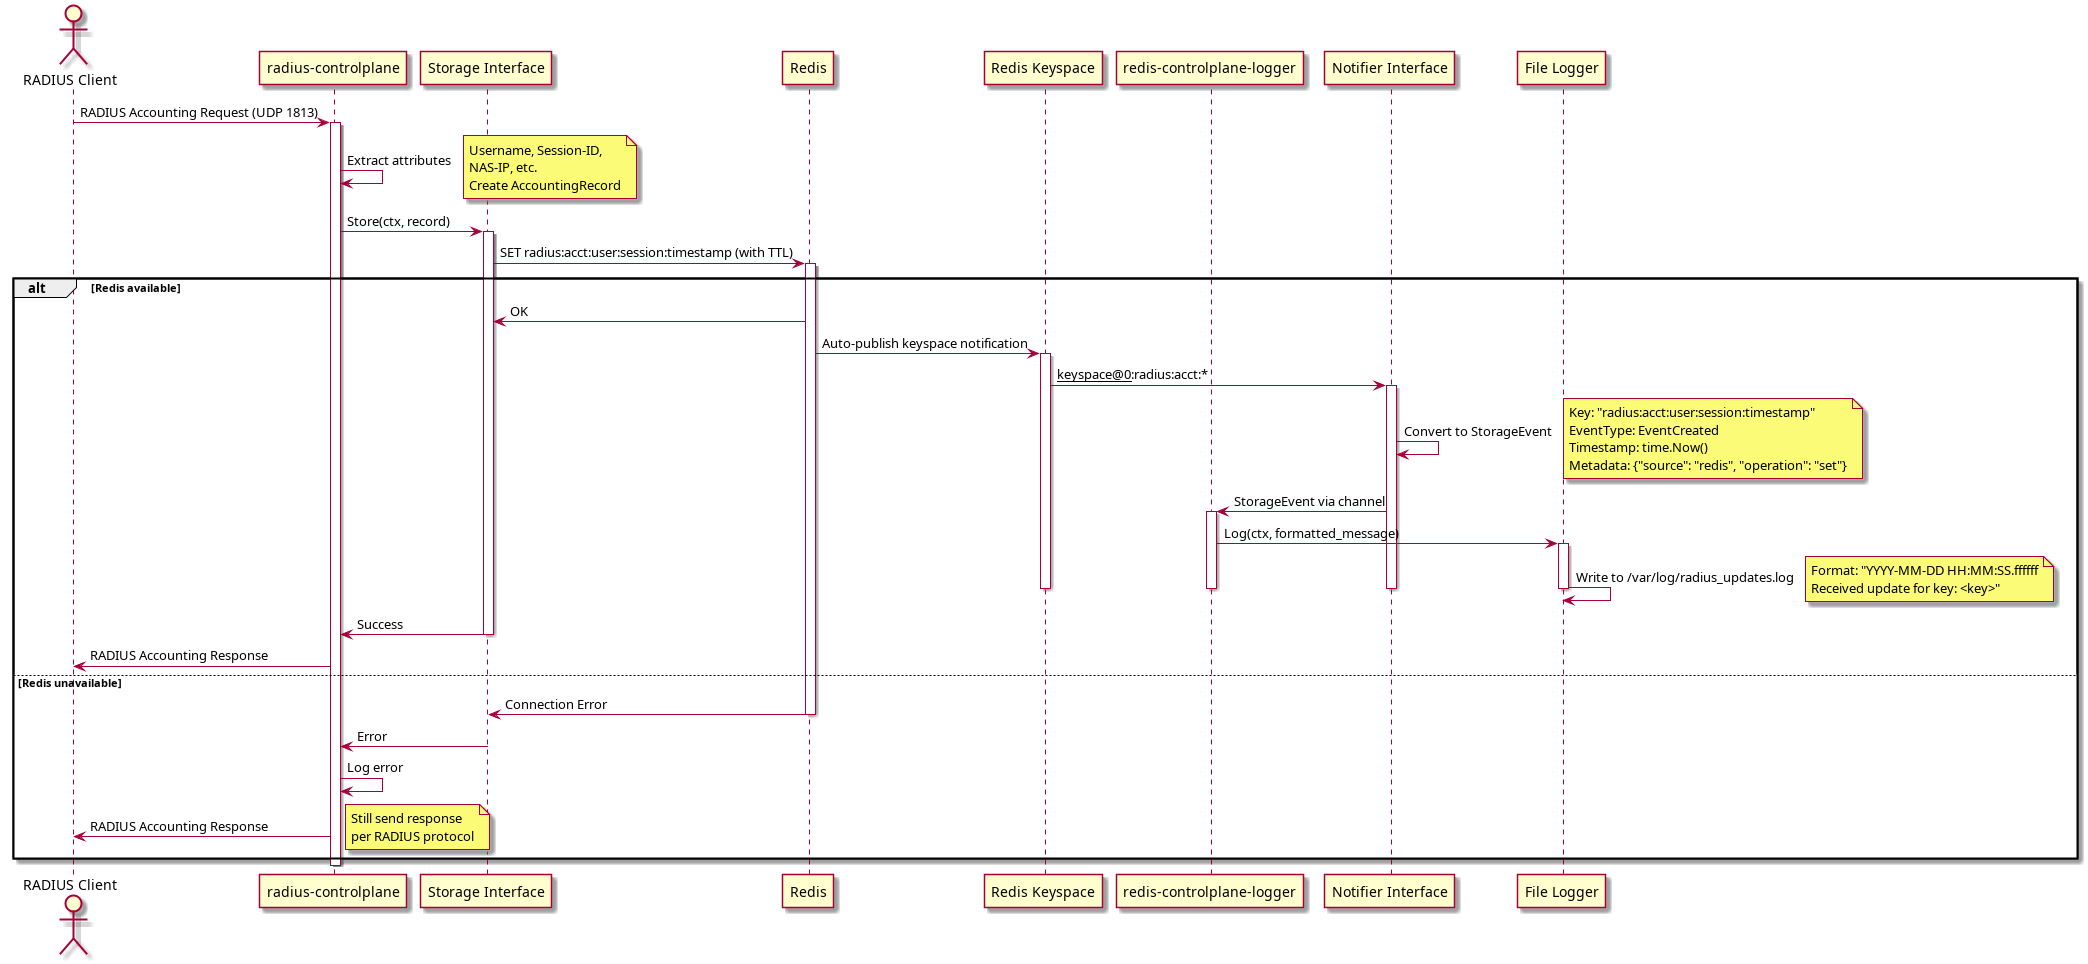 RADIUS Client
radius-controlplane
Storage Interface
Redis
Redis Keyspace
redis-controlplane-logger
Notifier Interface
File Logger
RADIUS Accounting Request (UDP 1813)
Extract attributes
Username, Session-ID,
NAS-IP, etc.
Create AccountingRecord
Store(ctx, record)
SET radius:acct:user:session:timestamp (with TTL)
alt
[Redis available]
OK
Auto-publish keyspace notification
keyspace@0:radius:acct:*
Convert to StorageEvent
Key: "radius:acct:user:session:timestamp"
EventType: EventCreated
Timestamp: time.Now()
Metadata: {"source": "redis", "operation": "set"}
StorageEvent via channel
Log(ctx, formatted_message)
Write to /var/log/radius_updates.log
Format: "YYYY-MM-DD HH:MM:SS.ffffff
Received update for key: <key>"
Success
RADIUS Accounting Response
[Redis unavailable]
Connection Error
Error
Log error
RADIUS Accounting Response
Still send response
per RADIUS protocol
RADIUS Client
radius-controlplane
Storage Interface
Redis
Redis Keyspace
redis-controlplane-logger
Notifier Interface
File Logger